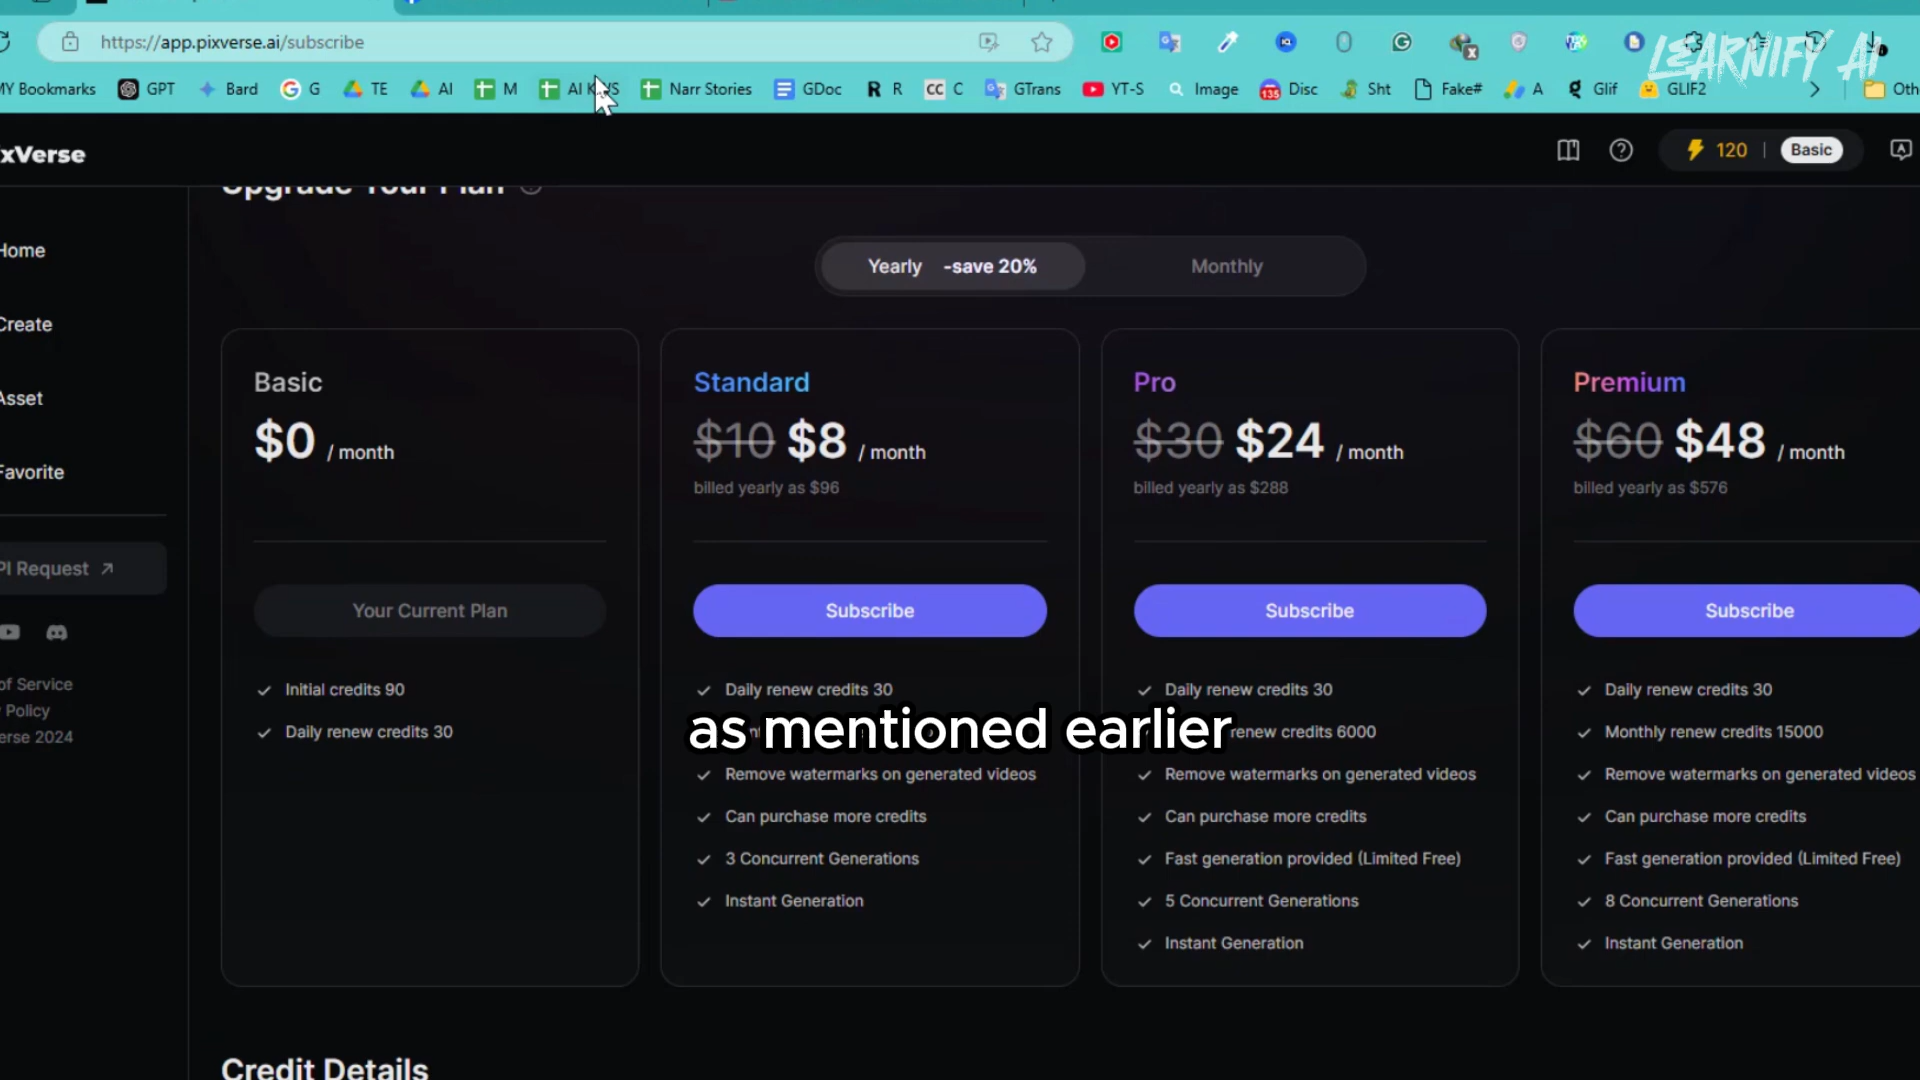 https://app.pixverse.ai/subscribe
LEARNIFY AI
MY Bookmarks GPT Bard G TE AI M AI Narr Stories GDoc R R CC C GTrans YT-S Image 135 Disc Sht Fake# A g Glif GLIF2 Oth
xVerse
120 | Basic
Upgrade Your Plan
Home
Create
Asset
Favorite
PI Request
of Service
Policy
erse 2024
Yearly -save 20% Monthly
Basic
$0 / month
Your Current Plan
Initial credits 90
Daily renew credits 30
Standard
$10 $8 / month
billed yearly as $96
Subscribe
Daily renew credits 30
Remove watermarks on generated videos
Can purchase more credits
3 Concurrent Generations
Instant Generation
Pro
$30 $24 / month
billed yearly as $288
Subscribe
Daily renew credits 30
renew credits 6000
Remove watermarks on generated videos
Can purchase more credits
Fast generation provided (Limited Free)
5 Concurrent Generations
Instant Generation
Premium
$60 $48 / month
billed yearly as $576
Subscribe
Daily renew credits 30
Monthly renew credits 15000
Remove watermarks on generated videos
Can purchase more credits
Fast generation provided (Limited Free)
8 Concurrent Generations
Instant Generation
as mentioned earlier
Credit Details